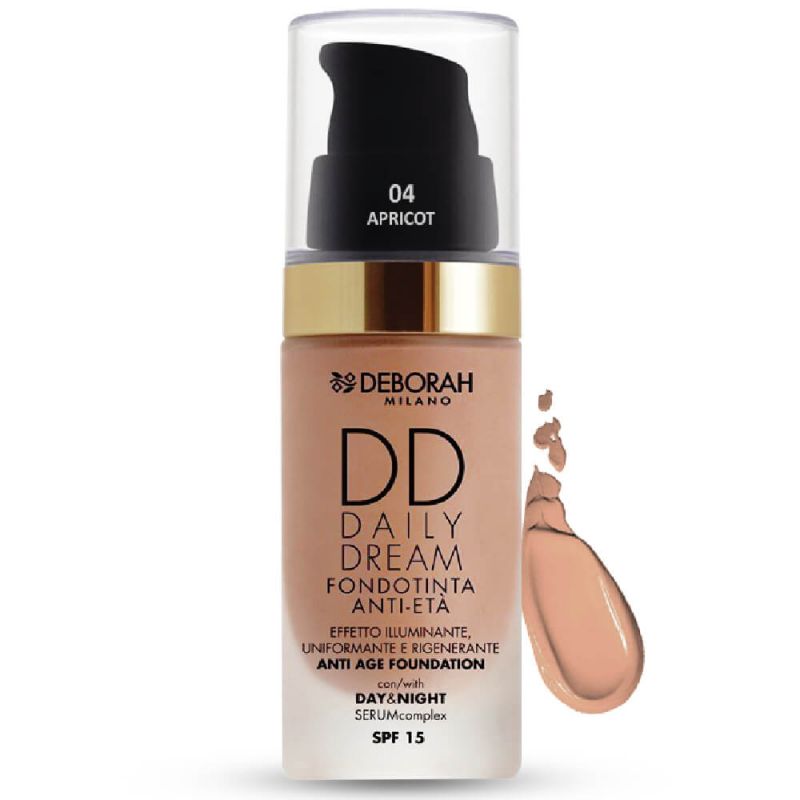 04
APRICOT
DEBORAH
MILANO
DD
DAILY
DREAM
FONDOTINTA
ANTI-ETÀ
EFFETTO ILLUMINANTE,
UNIFORMANTE E RIGENERANTE
ANTI AGE FOUNDATION
con/with
DAY&NIGHT
SERUMcomplex
SPF 15